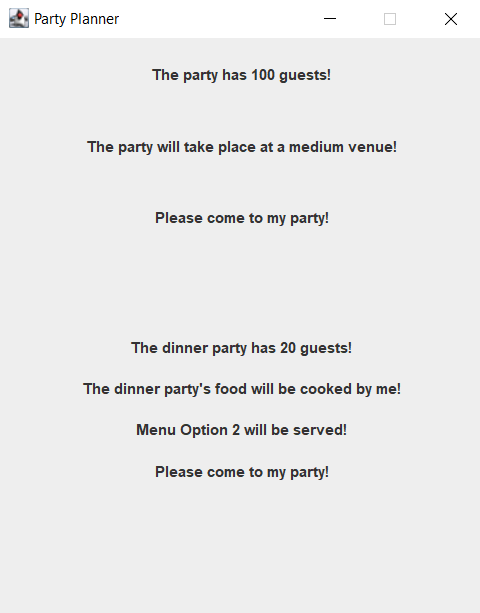 Party Planner
The party has 100 guests!
The party will take place at a medium venue!
Please come to my party!
The dinner party has 20 guests!
The dinner party's food will be cooked by me!
Menu Option 2 will be served!
Please come to my party!